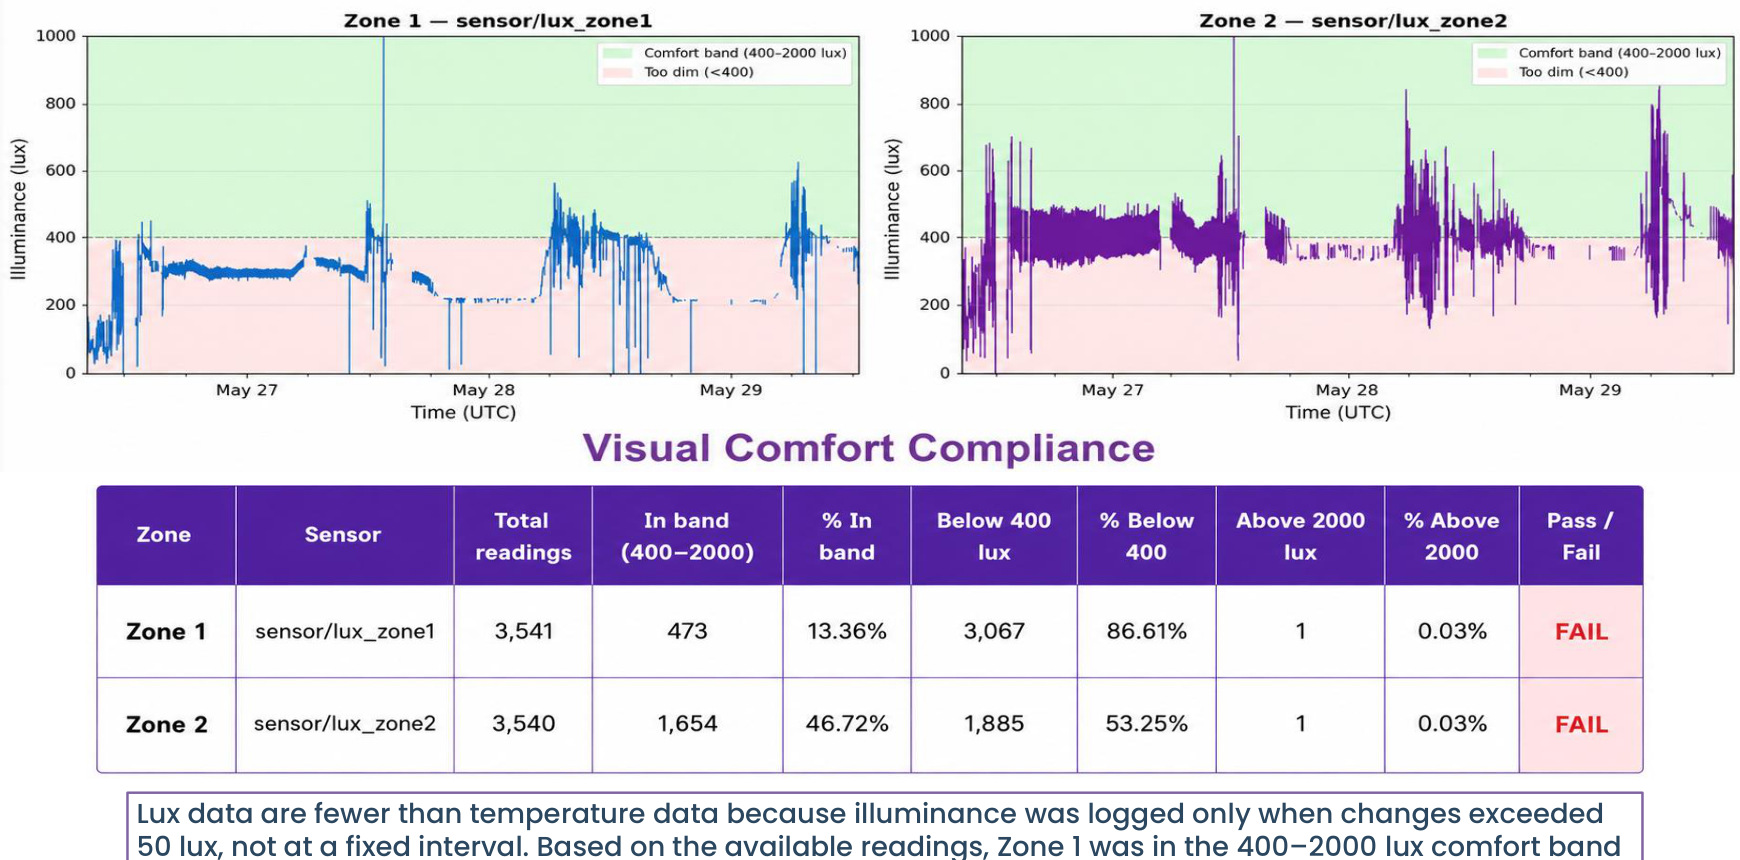 Zone 1 — sensor/lux_zone1
1000
800
600
400
200
0
Illuminance (lux)
Comfort band (400–2000 lux)
Too dim (<400)
May 27
May 28
May 29
Time (UTC)
Zone 2 — sensor/lux_zone2
1000
800
600
400
200
0
Illuminance (lux)
Comfort band (400–2000 lux)
Too dim (<400)
May 27
May 28
May 29
Time (UTC)
Visual Comfort Compliance
Zone Sensor Total readings In band (400–2000) % In band Below 400 lux % Below 400 Above 2000 lux % Above 2000 Pass / Fail
Zone 1 sensor/lux_zone1 3,541 473 13.36% 3,067 86.61% 1 0.03% FAIL
Zone 2 sensor/lux_zone2 3,540 1,654 46.72% 1,885 53.25% 1 0.03% FAIL
Lux data are fewer than temperature data because illuminance was logged only when changes exceeded
50 lux, not at a fixed interval. Based on the available readings, Zone 1 was in the 400–2000 lux comfort band